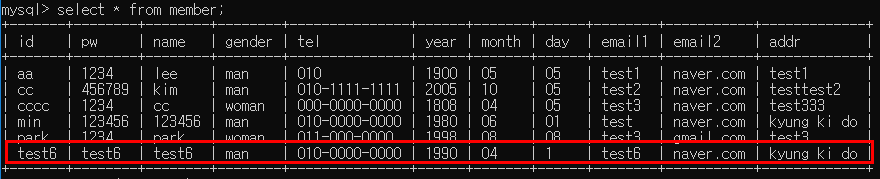 mysql> select * from member;
| id | pw | name | gender | tel | year | month | day | email1 | email2 | addr |
| aa | 1234 | lee | man | 010 | 1900 | 05 | 05 | test1 | naver.com | test1
| cc | 456789 | kim | man | 010-1111-1111 | 2005 | 10 | 05 | test2 | naver.com | testtest2
| cccc | 1234 | cc | woman | 000-0000-0000 | 1808 | 04 | 05 | test3 | naver.com | test333
| min | 123456 | 123456 | man | 010-0000-0000 | 1980 | 06 | 01 | test | naver.com | kyung ki do |
| park | 1234 | park | woman | 011-000-0000 | 1998 | 08 | 08 | test3 | gmail.com | test3
| test6 | test6 | test6 | man | 010-0000-0000 | 1990 | 04 | 1 | test6 | naver.com | kyung ki do |